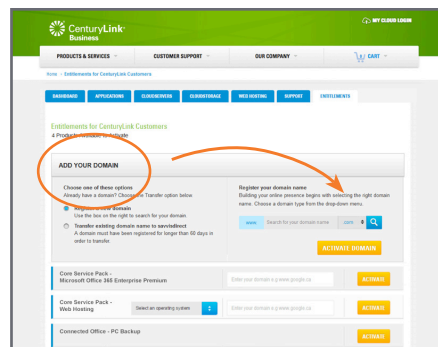 MY CLOUD LOGIN
CenturyLink
Business
PRODUCTS & SERVICES
CUSTOMER SUPPORT
OUR COMPANY
CART
Home > Entitlements for CenturyLink Customers
DASHBOARD
APPLICATIONS
CLOUDSERVERS
CLOUDSTORAGE
WEB HOSTING
SUPPORT
ENTITLEMENTS
Entitlements for CenturyLink Customers
4 Products Available to Activate
ADD YOUR DOMAIN
Choose one of these options
Already have a domain? Choose the Transfer option below.
Register a new domain
Use the box on the right to search for your domain.
Transfer existing domain name to savvisdirect
A domain must have been registered for longer than 60 days in
order to transfer.
Register your domain name
Building your online presence begins with selecting the right domain
name. Choose a domain type from the drop-down menu.
www. Search for your domain name .com
ACTIVATE DOMAIN
Core Service Pack -
Microsoft Office 365 Enterprise Premium
Enter your domain e.g.www.google.ca
ACTIVATE
Core Service Pack -
Web Hosting
Select an operating system
Enter your domain e.g.www.google.ca
ACTIVATE
Connected Office - PC Backup
ACTIVATE